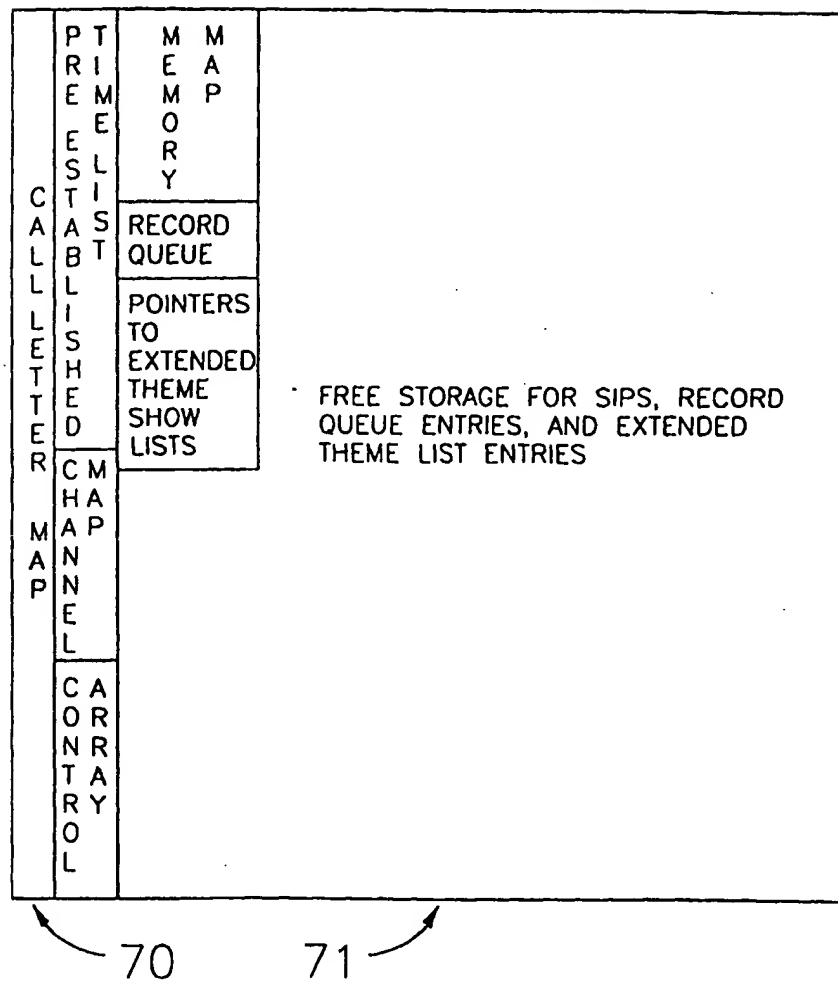 CALL LETTER MAP
PRE ESTABLISHED
TIME LIST
CHANNEL
MAP
CONTROL
ARRAY
MEMORY
MAP
RECORD
QUEUE
POINTERS
TO
EXTENDED
THEME
SHOW
LISTS
FREE STORAGE FOR SIPS, RECORD
QUEUE ENTRIES, AND EXTENDED
THEME LIST ENTRIES
70
71